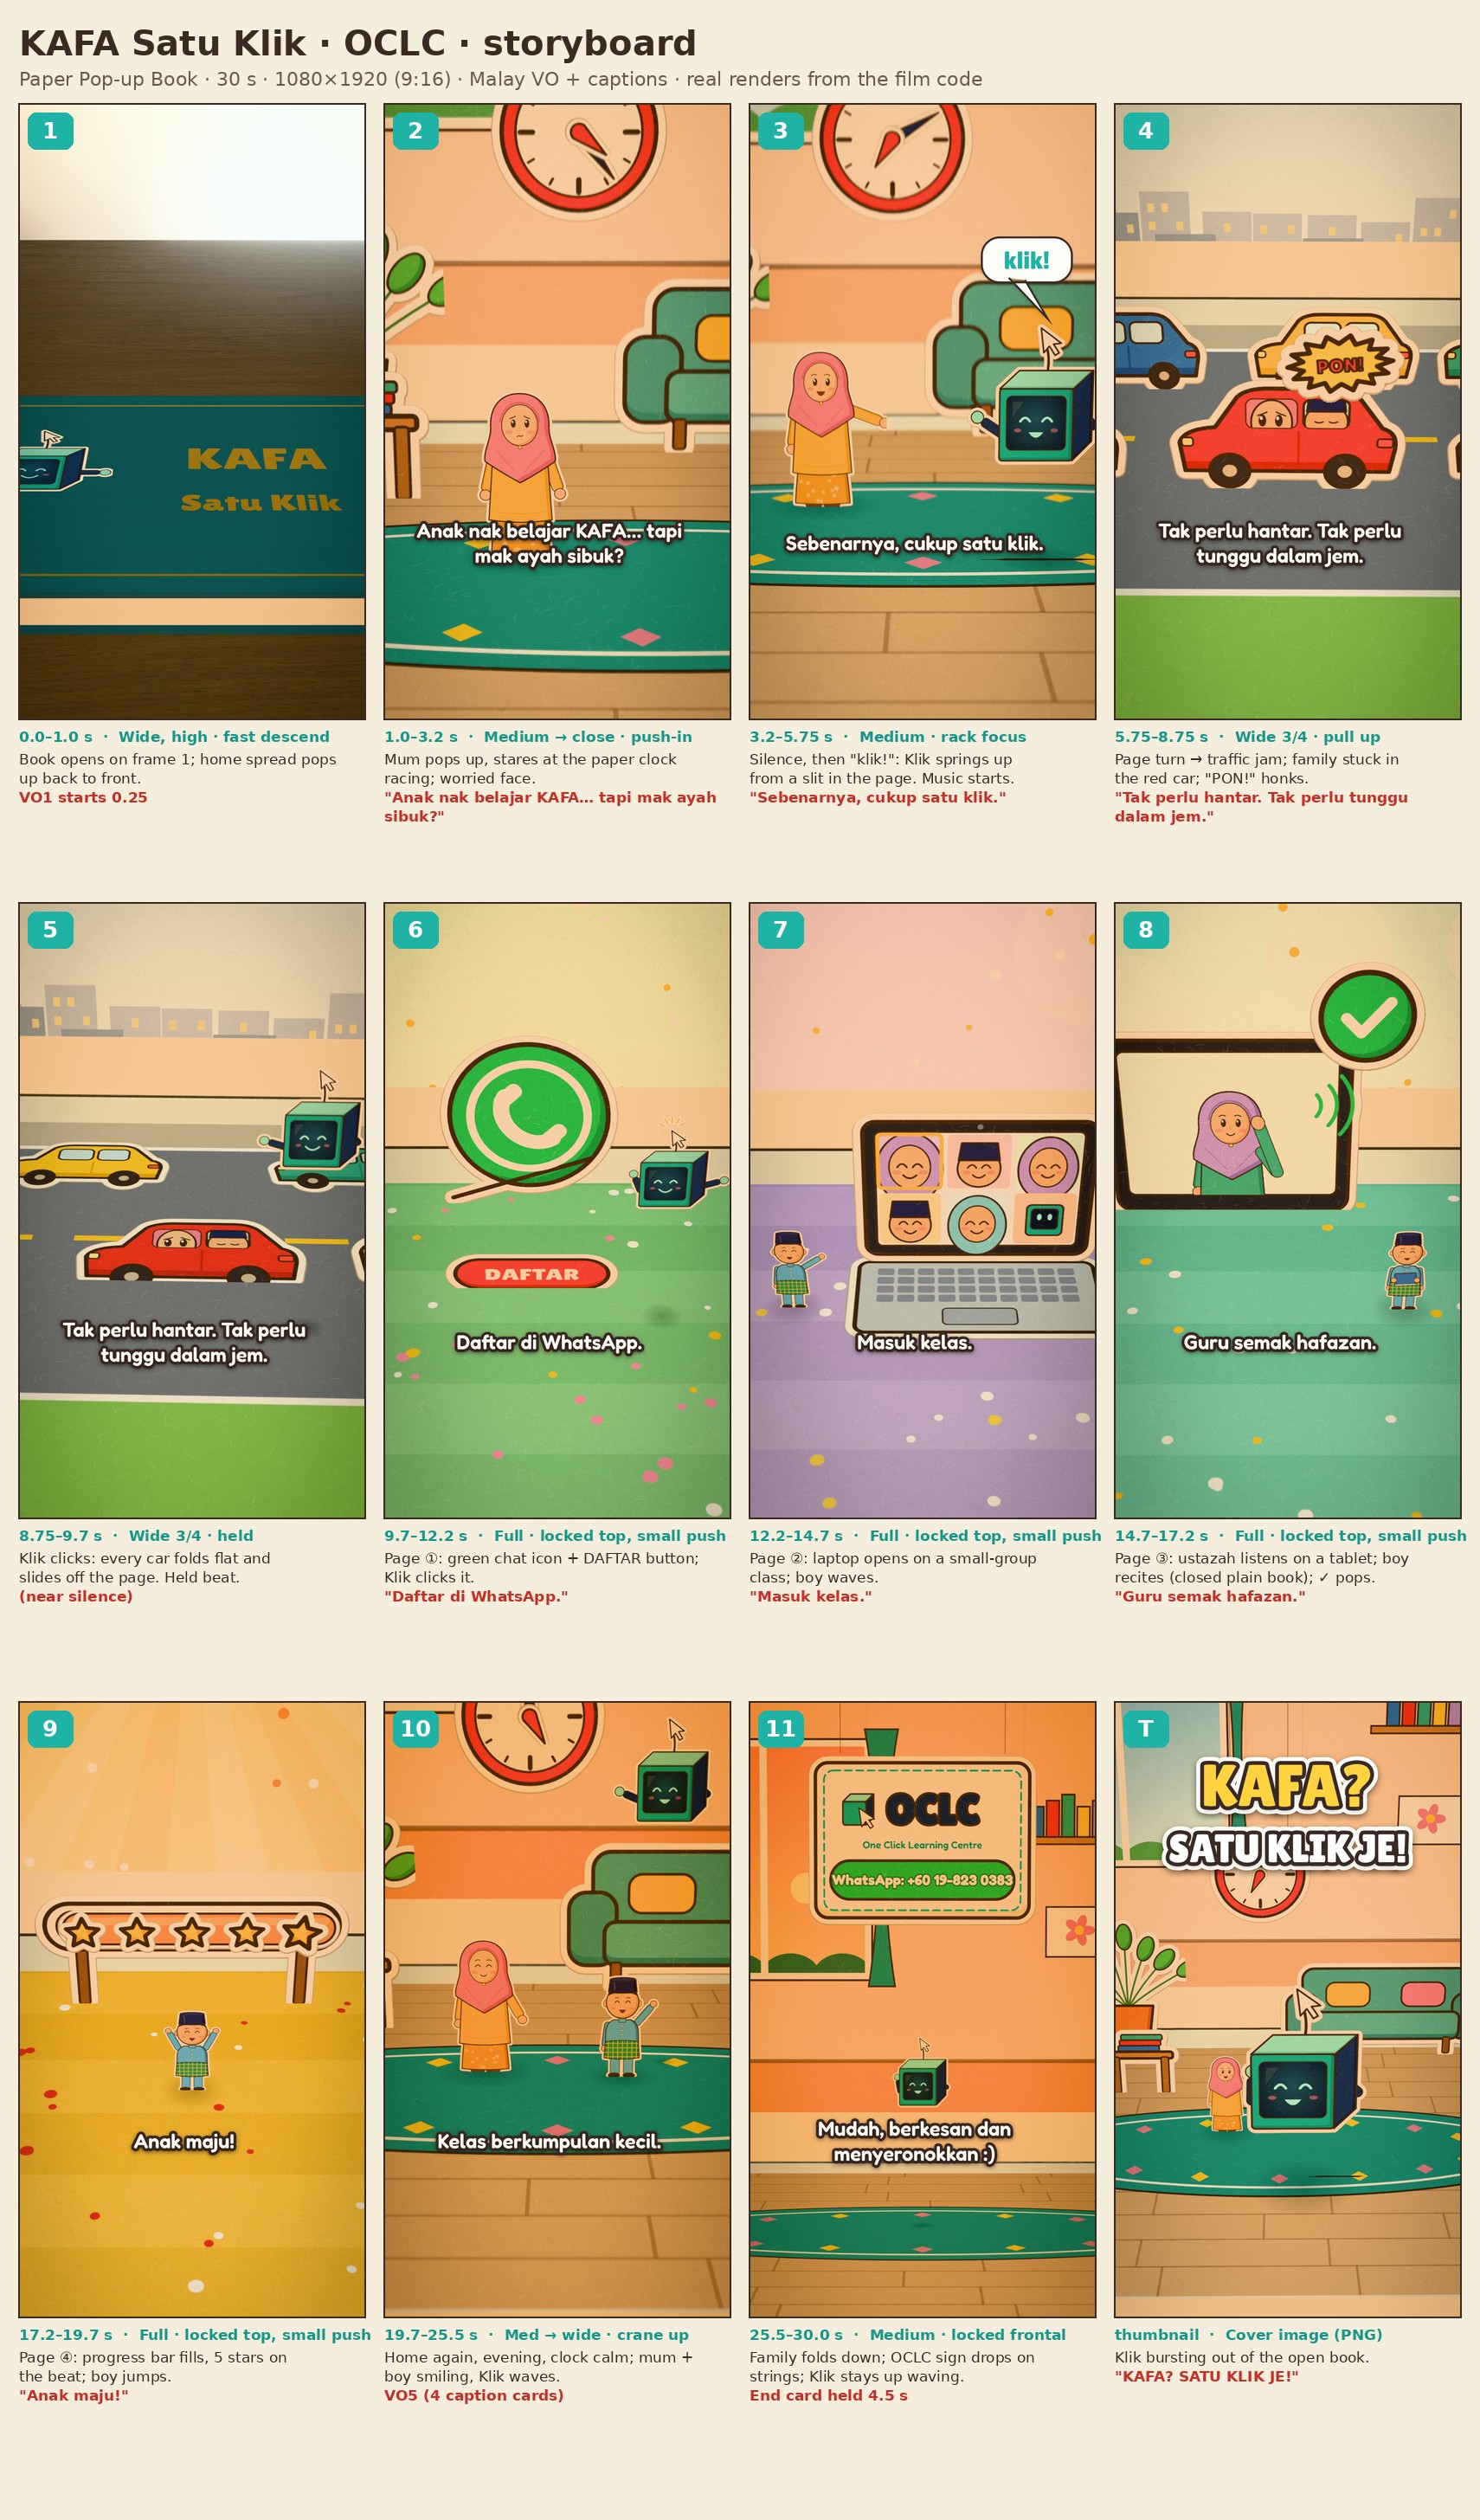 KAFA Satu Klik · OCLC · storyboard
Paper Pop-up Book · 30 s · 1080×1920 (9:16) · Malay VO + captions · real renders from the film code
1
KAFA
Satu Klik
0.0–1.0 s · Wide, high · fast descend
Book opens on frame 1; home spread pops
up back to front.
VO1 starts 0.25
2
Anak nak belajar KAFA... tapi
mak ayah sibuk?
1.0–3.2 s · Medium → close · push-in
Mum pops up, stares at the paper clock
racing; worried face.
"Anak nak belajar KAFA... tapi mak ayah
sibuk?"
3
klik!
Sebenarnya, cukup satu klik.
3.2–5.75 s · Medium · rack focus
Silence, then "klik!": Klik springs up
from a slit in the page. Music starts.
"Sebenarnya, cukup satu klik."
4
PON!
Tak perlu hantar. Tak perlu
tunggu dalam jem.
5.75–8.75 s · Wide 3/4 · pull up
Page turn → traffic jam; family stuck in
the red car; "PON!" honks.
"Tak perlu hantar. Tak perlu tunggu
dalam jem."
5
Tak perlu hantar. Tak perlu
tunggu dalam jem.
8.75–9.7 s · Wide 3/4 · held
Klik clicks: every car folds flat and
slides off the page. Held beat.
(near silence)
6
DAFTAR
Daftar di WhatsApp.
9.7–12.2 s · Full · locked top, small push
Page ①: green chat icon + DAFTAR button;
Klik clicks it.
"Daftar di WhatsApp."
7
Masuk kelas.
12.2–14.7 s · Full · locked top, small push
Page ②: laptop opens on a small-group
class; boy waves.
"Masuk kelas."
8
Guru semak hafazan.
14.7–17.2 s · Full · locked top, small push
Page ③: ustazah listens on a tablet; boy
recites (closed plain book); ✓ pops.
"Guru semak hafazan."
9
Anak maju!
17.2–19.7 s · Full · locked top, small push
Page ④: progress bar fills, 5 stars on
the beat; boy jumps.
"Anak maju!"
10
Kelas berkumpulan kecil.
19.7–25.5 s · Med → wide · crane up
Home again, evening, clock calm; mum +
boy smiling, Klik waves.
VO5 (4 caption cards)
11
OCLC
One Click Learning Centre
WhatsApp: +60 19-823 0383
Mudah, berkesan dan
menyeronokkan :)
25.5–30.0 s · Medium · locked frontal
Family folds down; OCLC sign drops on
strings; Klik stays up waving.
End card held 4.5 s
T
KAFA?
SATU KLIK JE!
thumbnail · Cover image (PNG)
Klik bursting out of the open book.
"KAFA? SATU KLIK JE!"